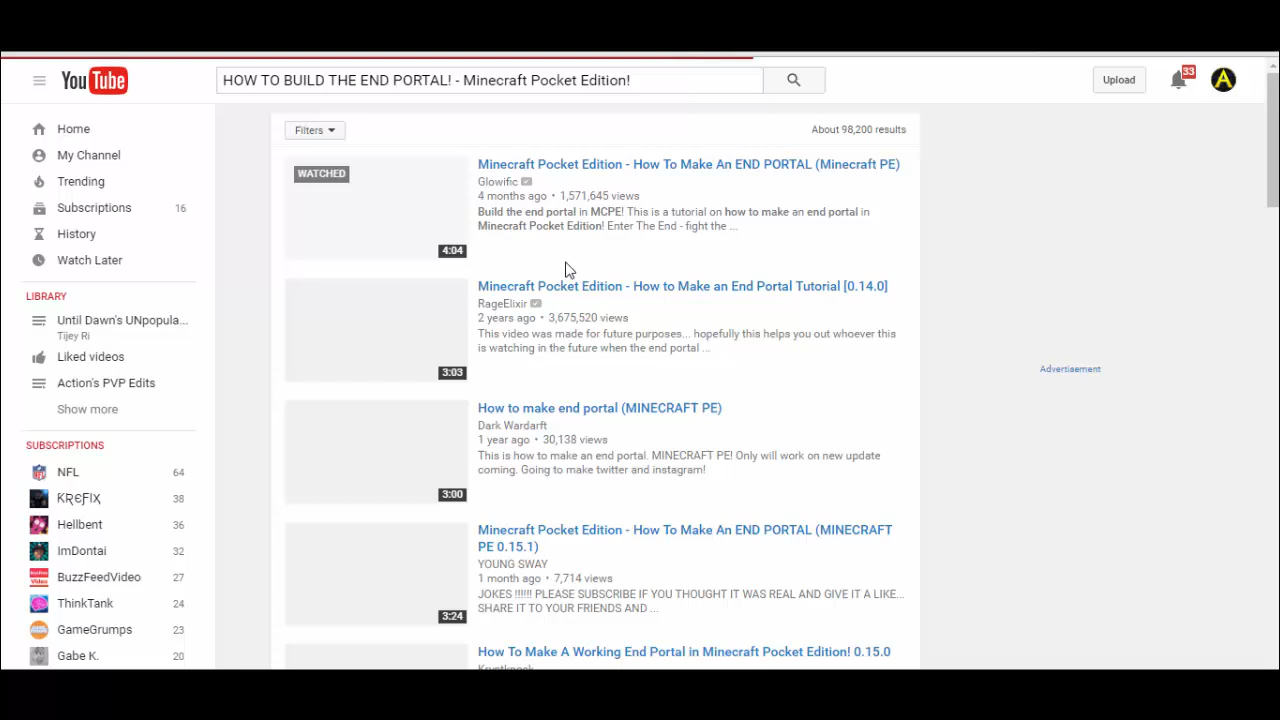 YouTube
HOW TO BUILD THE END PORTAL! - Minecraft Pocket Edition!
Upload
33
A
Home
My Channel
Trending
Subscriptions 16
History
Watch Later
LIBRARY
Until Dawn's UNpopula...
Tijey Ri
Liked videos
Action's PVP Edits
Show more
SUBSCRIPTIONS
NFL 64
ҜƦЄƑIҲ 38
Hellbent 36
ImDontai 32
BuzzFeedVideo 27
ThinkTank 24
GameGrumps 23
Gabe K. 20
Filters
About 98,200 results
WATCHED
4:04
Minecraft Pocket Edition - How To Make An END PORTAL (Minecraft PE)
Glowific
4 months ago • 1,571,645 views
Build the end portal in MCPE! This is a tutorial on how to make an end portal in
Minecraft Pocket Edition! Enter The End - fight the ...
3:03
Minecraft Pocket Edition - How to Make an End Portal Tutorial [0.14.0]
RageElixir
2 years ago • 3,675,520 views
This video was made for future purposes... hopefully this helps you out whoever this
is watching in the future when the end portal ...
3:00
How to make end portal (MINECRAFT PE)
Dark Wardarft
1 year ago • 30,138 views
This is how to make an end portal. MINECRAFT PE! Only will work on new update
coming. Going to make twitter and instagram!
3:24
Minecraft Pocket Edition - How To Make An END PORTAL (MINECRAFT
PE 0.15.1)
YOUNG SWAY
1 month ago • 7,714 views
JOKES !!!!!! PLEASE SUBSCRIBE IF YOU THOUGHT IT WAS REAL AND GIVE IT A LIKE...
SHARE IT TO YOUR FRIENDS AND ...
How To Make A Working End Portal in Minecraft Pocket Edition! 0.15.0
Advertisement